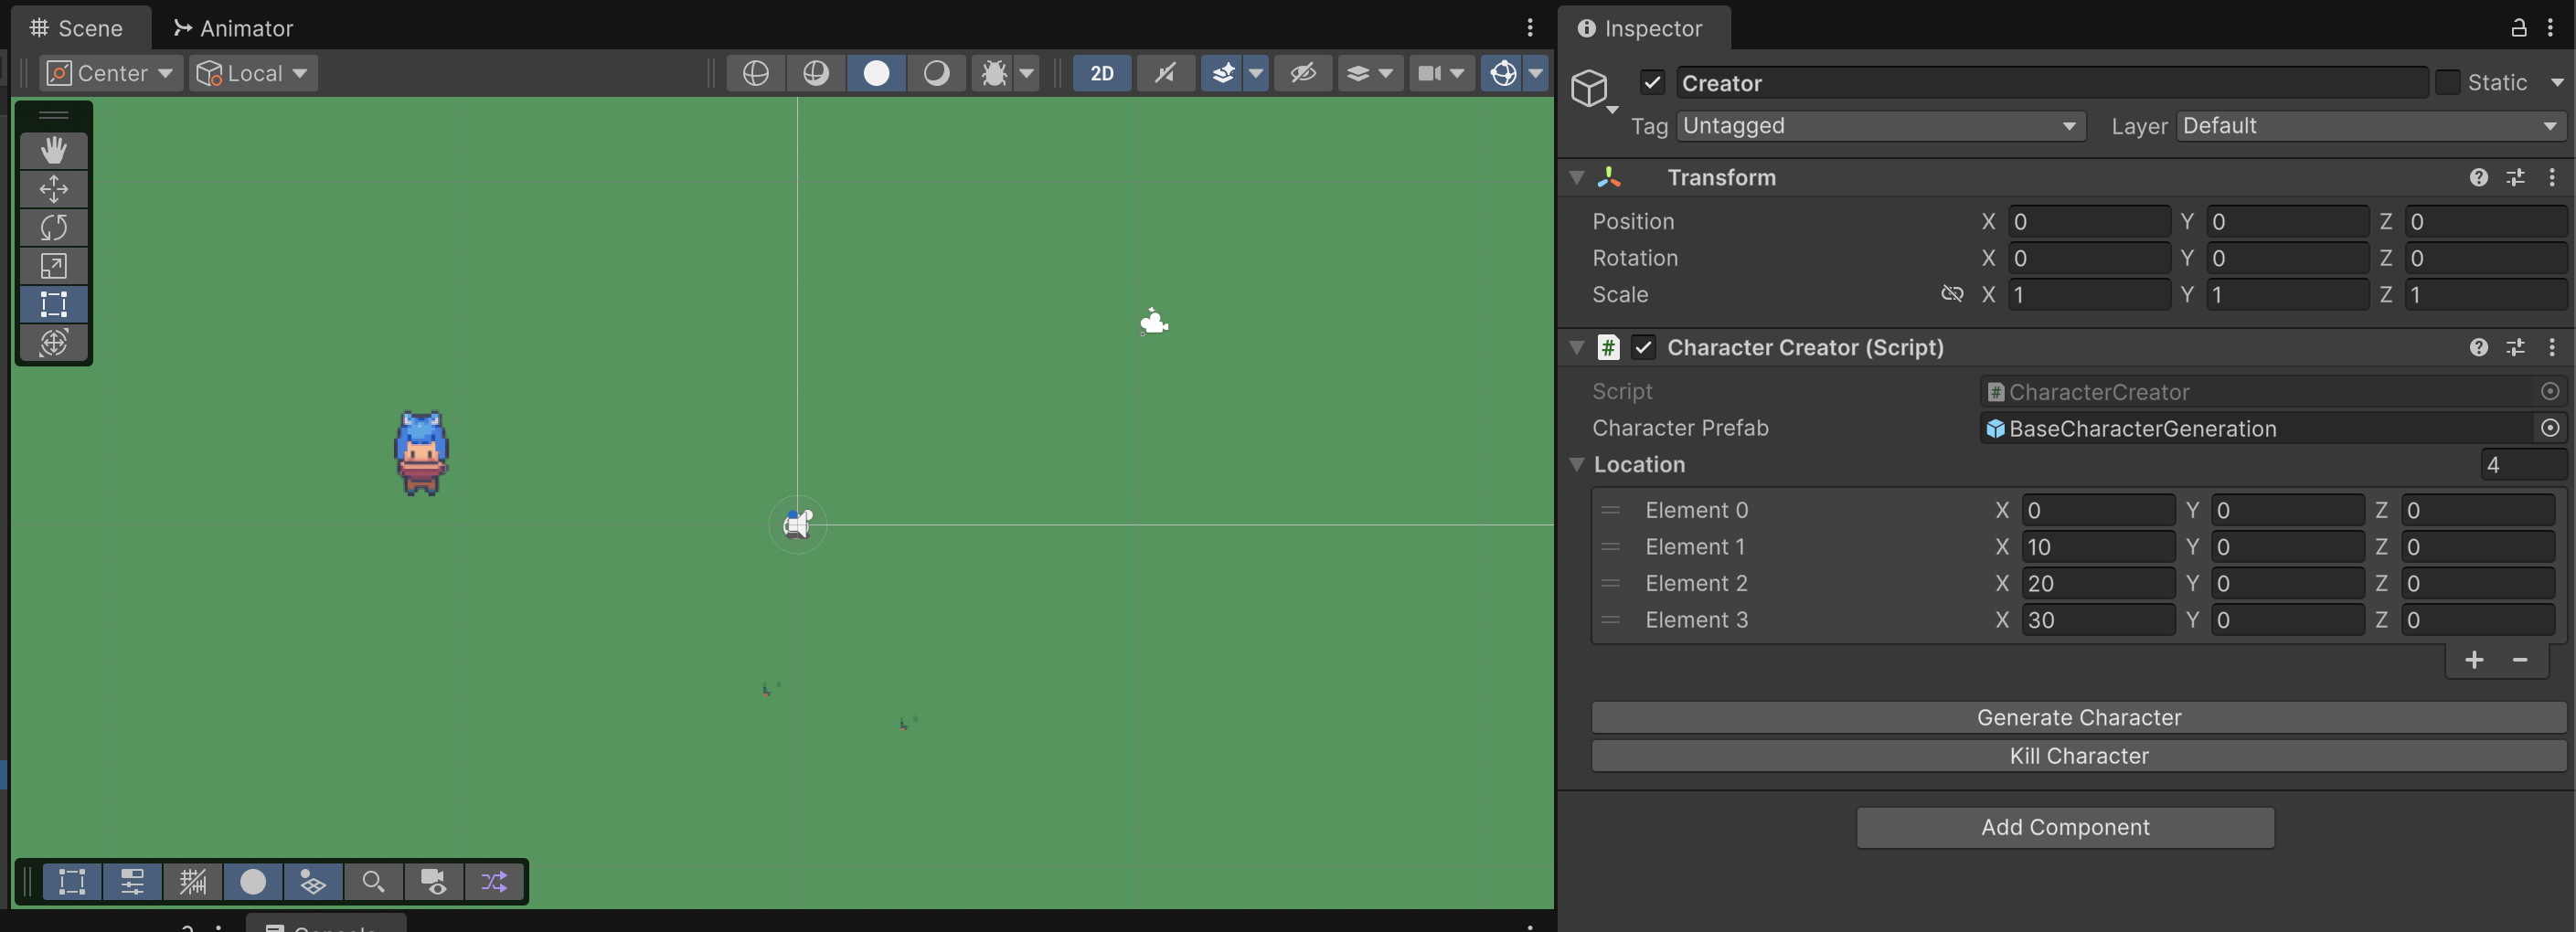 Scene Animator
Center Local 2D
Inspector
Creator Static
Tag Untagged Layer Default
Transform
Position X 0 Y 0 Z 0
Rotation X 0 Y 0 Z 0
Scale X 1 Y 1 Z 1
# Character Creator (Script)
Script # CharacterCreator
Character Prefab BaseCharacterGeneration
Location 4
Element 0 X 0 Y 0 Z 0
Element 1 X 10 Y 0 Z 0
Element 2 X 20 Y 0 Z 0
Element 3 X 30 Y 0 Z 0
+ −
Generate Character
Kill Character
Add Component